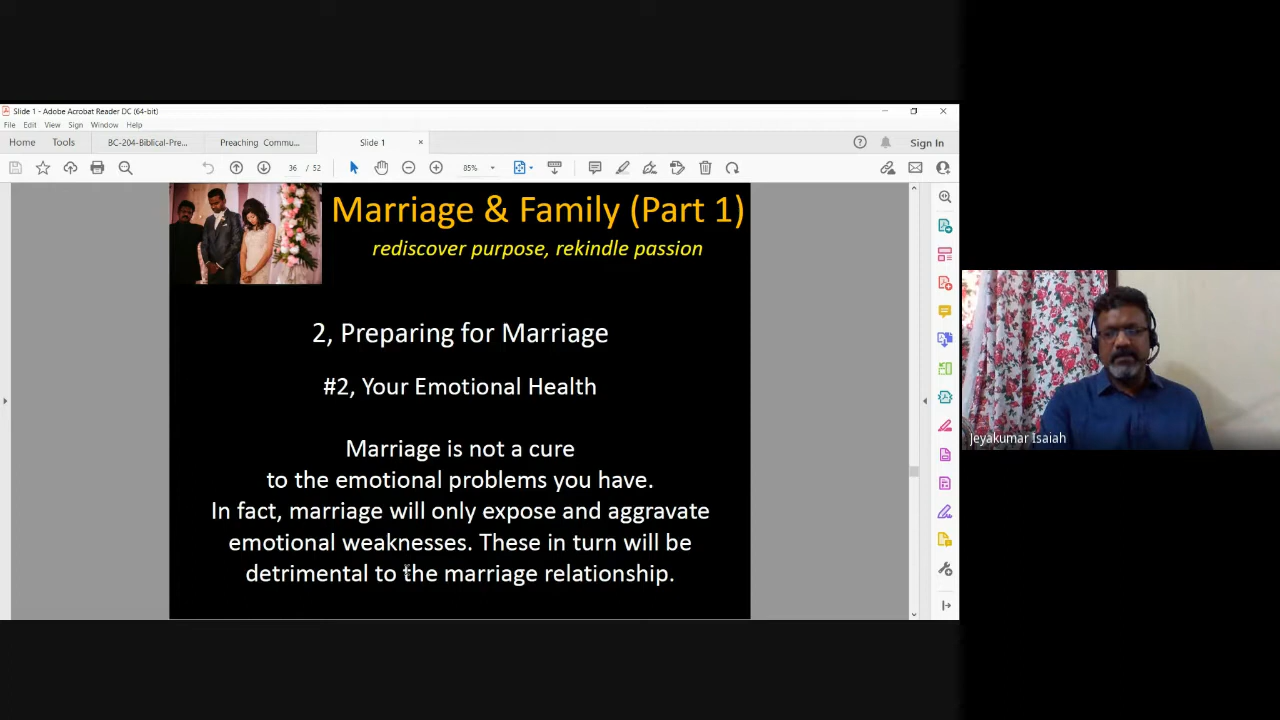 Slide 1 - Adobe Acrobat Reader DC (64-bit)
File Edit View Sign Window Help
Home Tools BC-204-Biblical-Pre... Preaching Commu... Slide 1 Sign In
36 / 52 85%
Marriage & Family (Part 1)
rediscover purpose, rekindle passion
2, Preparing for Marriage
#2, Your Emotional Health
Marriage is not a cure
to the emotional problems you have.
In fact, marriage will only expose and aggravate
emotional weaknesses. These in turn will be
detrimental to the marriage relationship.
Jeyakumar Isaiah